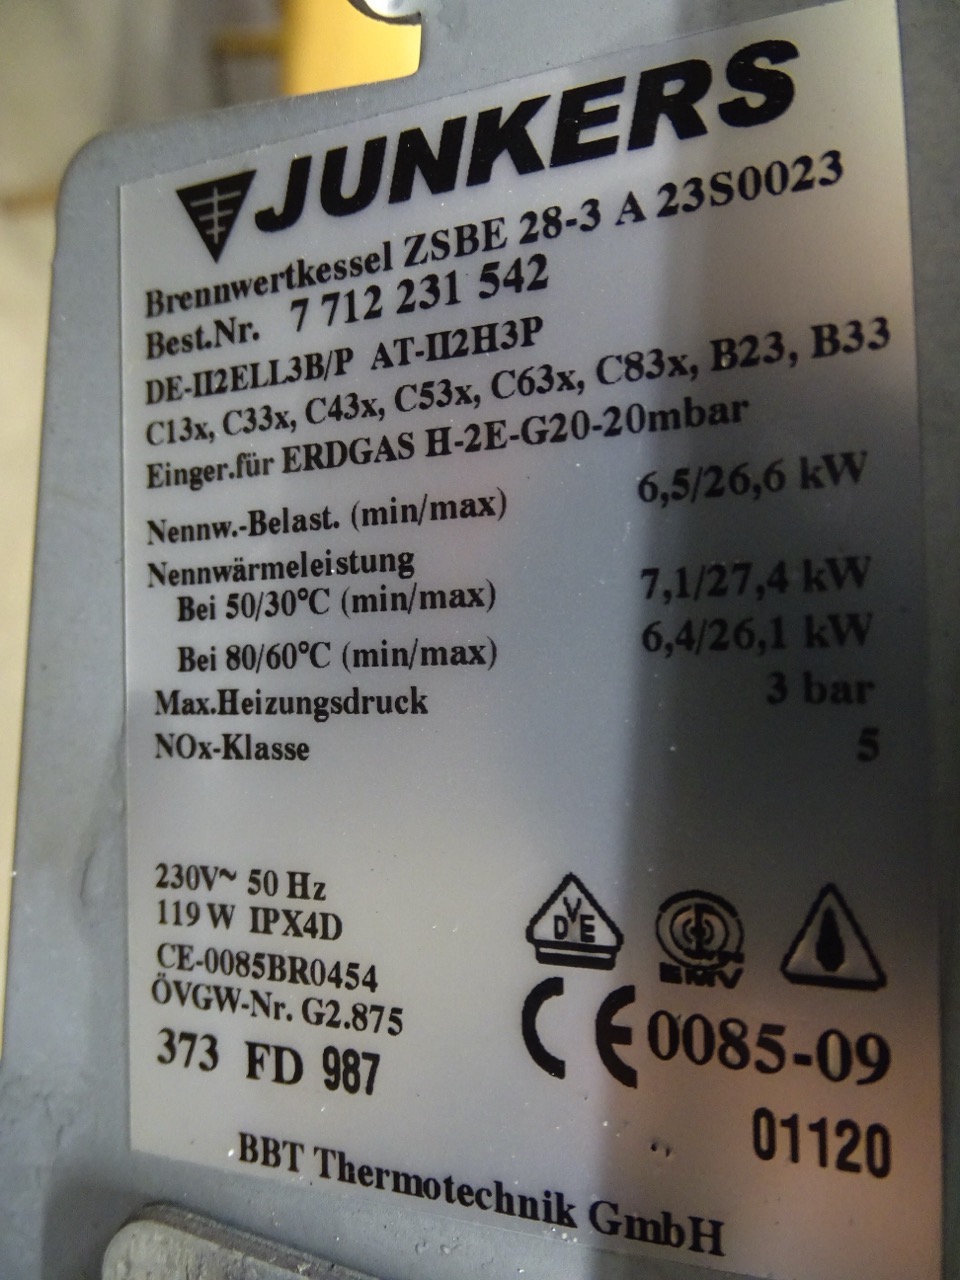 JUNKERS
Brennwertkessel ZSBE 28-3 A 23S0023
Best.Nr. 7 712 231 542
DE-II2ELL3B/P AT-II2H3P
C13x, C33x, C43x, C53x, C63x, C83x, B23, B33
Einger.für ERDGAS H-2E-G20-20mbar
Nennw.-Belast. (min/max) 6,5/26,6 kW
Nennwärmeleistung
Bei 50/30°C (min/max) 7,1/27,4 kW
Bei 80/60°C (min/max) 6,4/26,1 kW
Max.Heizungsdruck 3 bar
NOx-Klasse 5
230V~ 50 Hz
119 W IPX4D
CE-0085BR0454
ÖVGW-Nr. G2.875
373 FD 987
VDE
EMV
CE 0085-09
01120
BBT Thermotechnik GmbH